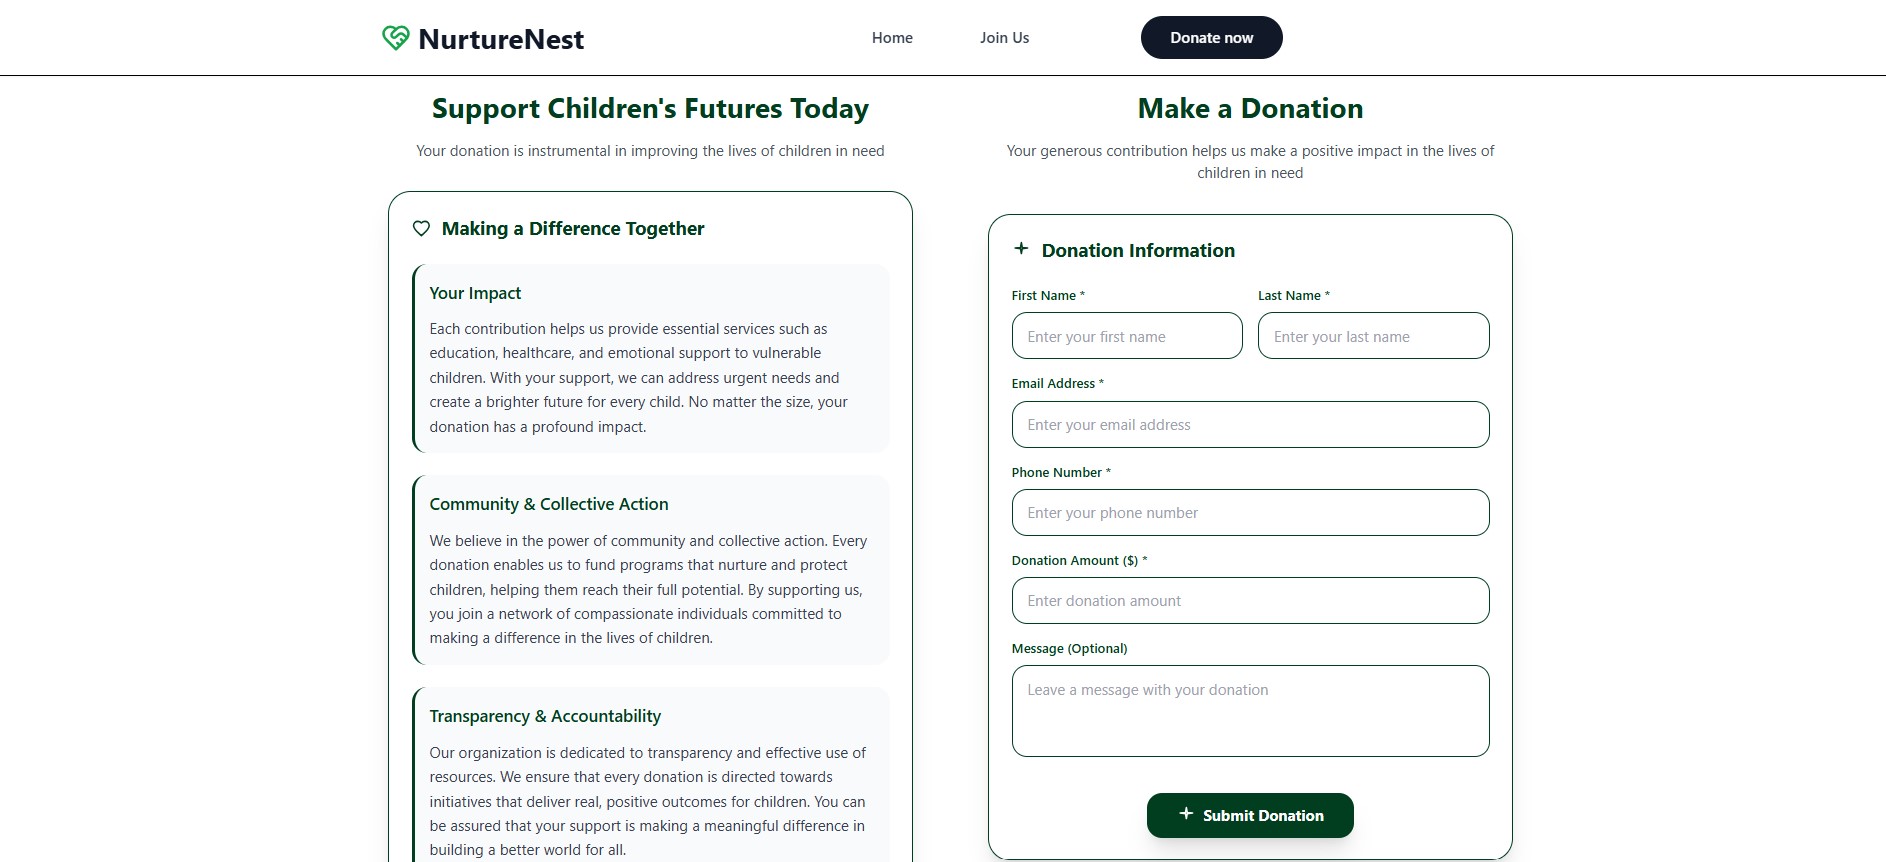 NurtureNest
Home
Join Us
Donate now
Support Children's Futures Today
Your donation is instrumental in improving the lives of children in need
Making a Difference Together
Your Impact
Each contribution helps us provide essential services such as
education, healthcare, and emotional support to vulnerable
children. With your support, we can address urgent needs and
create a brighter future for every child. No matter the size, your
donation has a profound impact.
Community & Collective Action
We believe in the power of community and collective action. Every
donation enables us to fund programs that nurture and protect
children, helping them reach their full potential. By supporting us,
you join a network of compassionate individuals committed to
making a difference in the lives of children.
Transparency & Accountability
Our organization is dedicated to transparency and effective use of
resources. We ensure that every donation is directed towards
initiatives that deliver real, positive outcomes for children. You can
be assured that your support is making a meaningful difference in
building a better world for all.
Make a Donation
Your generous contribution helps us make a positive impact in the lives of
children in need
Donation Information
First Name *
Last Name *
Enter your first name
Enter your last name
Email Address *
Enter your email address
Phone Number *
Enter your phone number
Donation Amount ($) *
Enter donation amount
Message (Optional)
Leave a message with your donation
Submit Donation